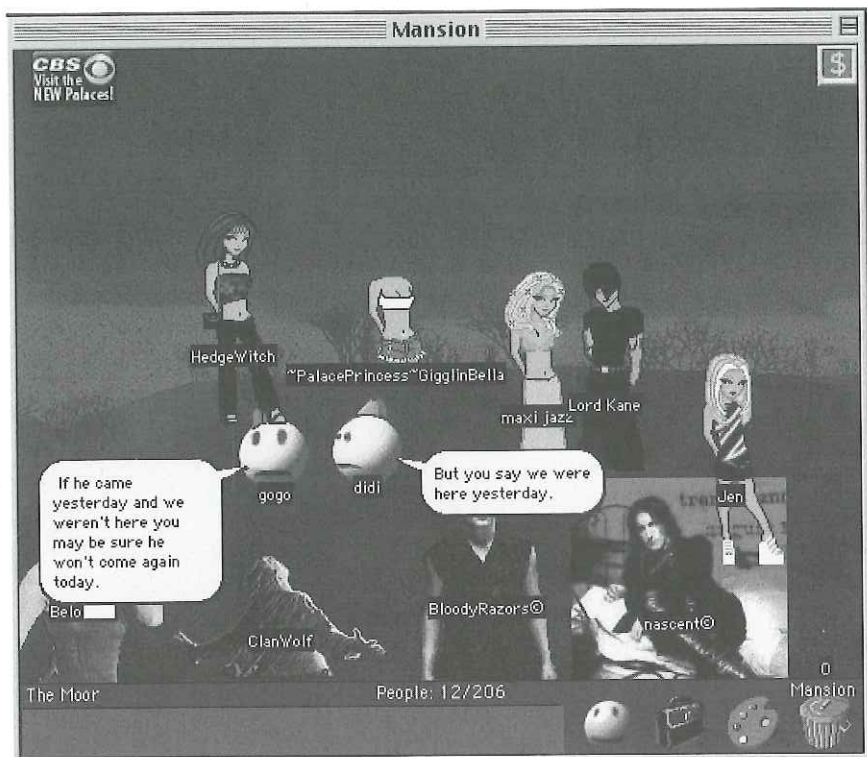 Mansion
CBS
Visit the
NEW Palaces!
$
HedgeWitch
~PalacePrincess~GigglinBella
maxi jazz
Lord Kane
Jen
gogo
didi
If he came
yesterday and we
weren't here you
may be sure he
won't come again
today.
But you say we were
here yesterday.
Belo
ClanWolf
BloodyRazors©
nascent©
The Moor
People: 12/206
0
Mansion